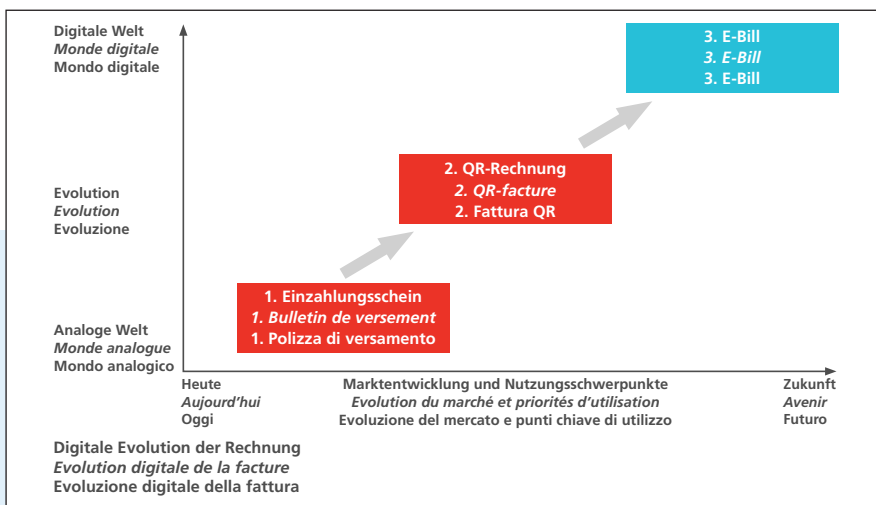 Digitale Welt
Monde digitale
Mondo digitale
3. E-Bill
3. E-Bill
3. E-Bill
2. QR-Rechnung
2. QR-facture
2. Fattura QR
Evolution
Evolution
Evoluzione
1. Einzahlungsschein
1. Bulletin de versement
1. Polizza di versamento
Analoge Welt
Monde analogue
Mondo analogico
Heute
Aujourd'hui
Oggi
Marktentwicklung und Nutzungsschwerpunkte
Evolution du marché et priorités d'utilisation
Evoluzione del mercato e punti chiave di utilizzo
Zukunft
Avenir
Futuro
Digitale Evolution der Rechnung
Evolution digitale de la facture
Evoluzione digitale della fattura